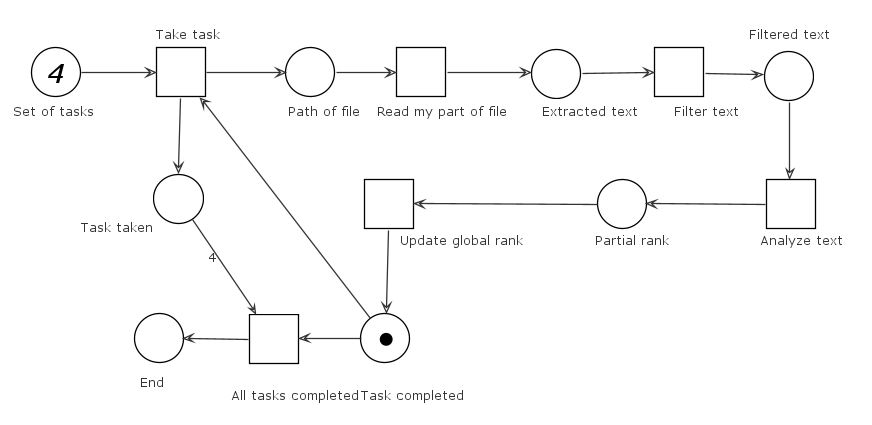 Take task
Filtered text
4
Set of tasks
Path of file
Read my part of file
Extracted text
Filter text
Task taken
Update global rank
Partial rank
Analyze text
4
End
All tasks completed
Task completed